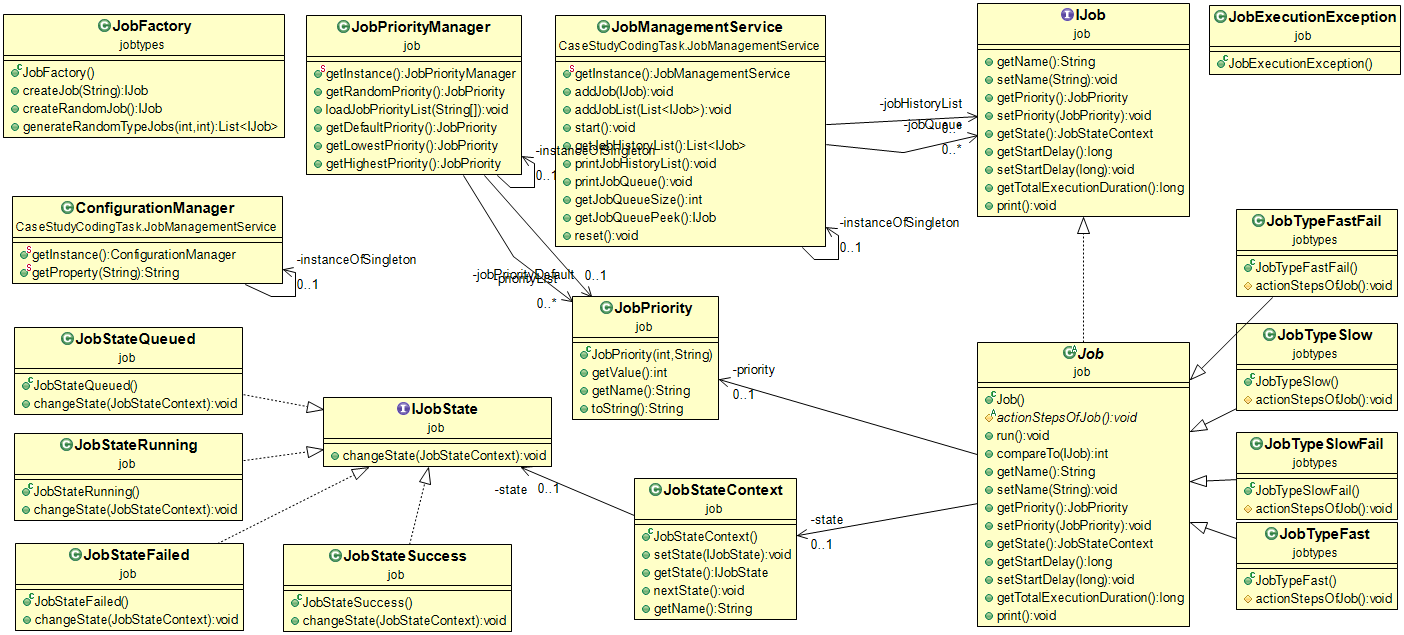 JobFactory
jobtypes
JobFactory()
createJob(String):IJob
createRandomJob():IJob
generateRandomTypeJobs(int,int):List<IJob>
JobPriorityManager
job
getInstance():JobPriorityManager
getRandomPriority():JobPriority
loadJobPriorityList(String[]):void
getDefaultPriority():JobPriority
getLowestPriority():JobPriority
getHighestPriority():JobPriority
-instanceOfSingleton
0..1
JobManagementService
CaseStudyCodingTask.JobManagementService
getInstance():JobManagementService
addJob(IJob):void
addJobList(List<IJob>):void
start():void
getJobHistoryList():List<IJob>
printJobHistoryList():void
printJobQueue():void
getJobQueueSize():int
getJobQueuePeek():IJob
reset():void
-instanceOfSingleton
0..1
-jobHistoryList
0..*
-jobQueue
0..*
IJob
job
getName():String
setName(String):void
getPriority():JobPriority
setPriority(JobPriority):void
getState():JobStateContext
getStartDelay():long
setStartDelay(long):void
getTotalExecutionDuration():long
print():void
JobExecutionException
job
JobExecutionException()
ConfigurationManager
CaseStudyCodingTask.JobManagementService
getInstance():ConfigurationManager
getProperty(String):String
-instanceOfSingleton
0..1
-jobPriorityDefault
0..1
-priorityList
0..*
JobPriority
job
JobPriority(int,String)
getValue():int
getName():String
toString():String
-priority
0..1
JobTypeFastFail
jobtypes
JobTypeFastFail()
actionStepsOfJob():void
JobTypeSlow
jobtypes
JobTypeSlow()
actionStepsOfJob():void
JobTypeSlowFail
jobtypes
JobTypeSlowFail()
actionStepsOfJob():void
JobTypeFast
jobtypes
JobTypeFast()
actionStepsOfJob():void
Job
job
Job()
actionStepsOfJob():void
run():void
compareTo(IJob):int
getName():String
setName(String):void
getPriority():JobPriority
setPriority(JobPriority):void
getState():JobStateContext
getStartDelay():long
setStartDelay(long):void
getTotalExecutionDuration():long
print():void
JobStateQueued
job
JobStateQueued()
changeState(JobStateContext):void
JobStateRunning
job
JobStateRunning()
changeState(JobStateContext):void
JobStateFailed
job
JobStateFailed()
changeState(JobStateContext):void
JobStateSuccess
job
JobStateSuccess()
changeState(JobStateContext):void
IJobState
job
changeState(JobStateContext):void
-state
0..1
JobStateContext
job
JobStateContext()
setState(IJobState):void
getState():IJobState
nextState():void
getName():String
-state
0..1